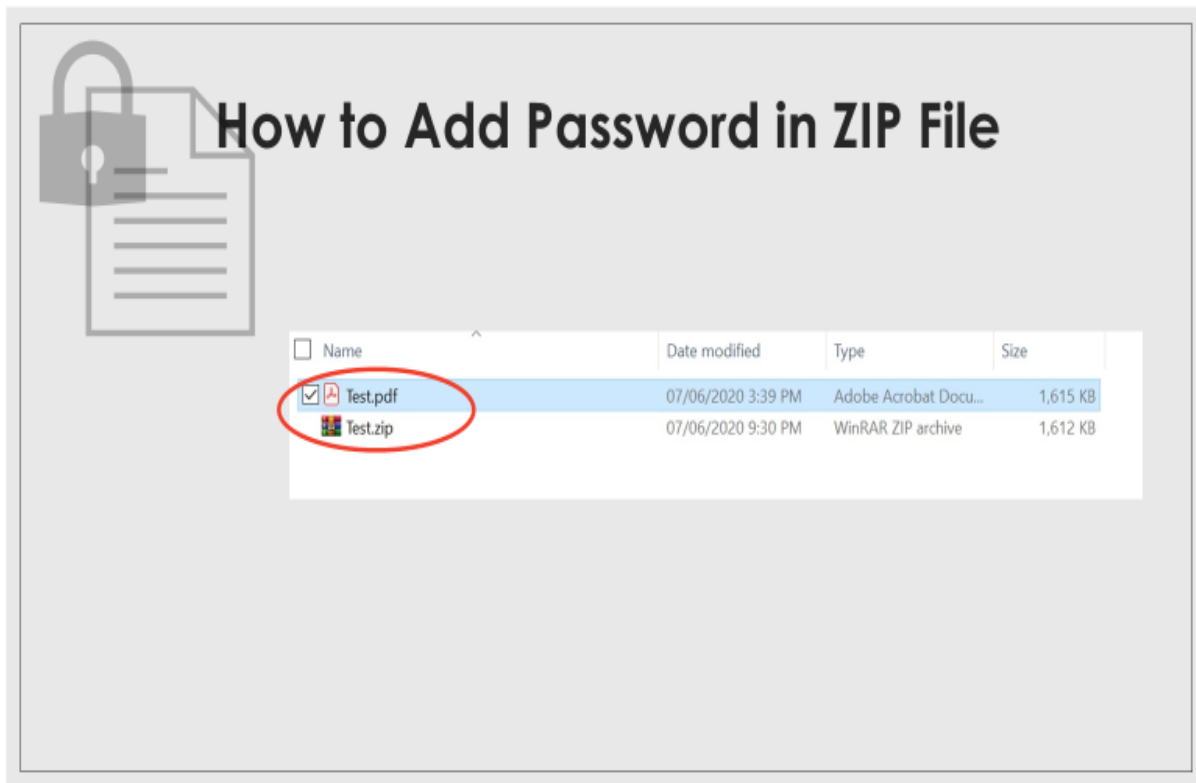 How to Add Password in ZIP File
Name Date modified Type Size
Test.pdf 07/06/2020 3:39 PM Adobe Acrobat Docu... 1,615 KB
Test.zip 07/06/2020 9:30 PM WinRAR ZIP archive 1,612 KB